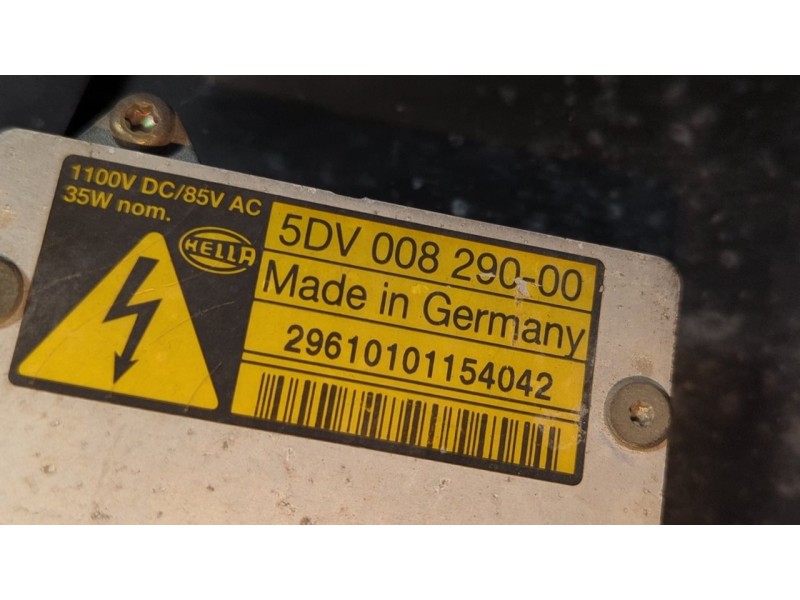 1100V DC/85V AC
35W nom.
HELLA
5DV 008 290-00
Made in Germany
29610101154042